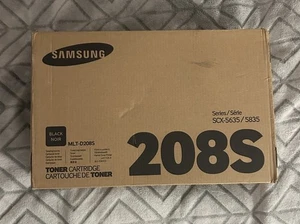 SAMSUNG
Series / Série
SCX-5635 / 5835
BLACK
NOIR
MLT-D208S
208S
TONER CARTRIDGE
CARTOUCHE DE TONER